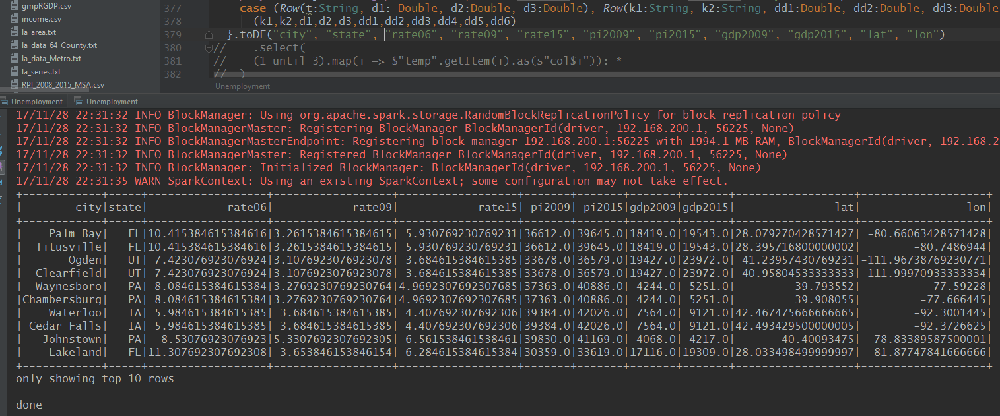 gmpRGDP.csv
income.csv
la_area.txt
la_data_64_County.txt
la_data_Metro.txt
la_series.txt
RPI_2008_2015_MSA.csv
377 case (Row(t:String, d1: Double, d2:Double, d3:Double), Row(k1:String, k2:String, dd1:Double, dd2:Double, dd3:Double
378 (k1,k2,d1,d2,d3,dd1,dd2,dd3,dd4,dd5,dd6)
379 }.toDF("city", "state", "rate06", "rate09", "rate15", "pi2009", "pi2015", "gdp2009", "gdp2015", "lat", "lon")
380 // .select(
381 // (1 until 3).map(i => $"temp".getItem(i).as(s"col$i")):_*
382 // )
Unemployment
Unemployment Unemployment
17/11/28 22:31:32 INFO BlockManager: Using org.apache.spark.storage.RandomBlockReplicationPolicy for block replication policy
17/11/28 22:31:32 INFO BlockManagerMaster: Registering BlockManager BlockManagerId(driver, 192.168.200.1, 56225, None)
17/11/28 22:31:32 INFO BlockManagerMasterEndpoint: Registering block manager 192.168.200.1:56225 with 1994.1 MB RAM, BlockManagerId(driver, 192.168.2
17/11/28 22:31:32 INFO BlockManagerMaster: Registered BlockManager BlockManagerId(driver, 192.168.200.1, 56225, None)
17/11/28 22:31:32 INFO BlockManager: Initialized BlockManager: BlockManagerId(driver, 192.168.200.1, 56225, None)
17/11/28 22:31:35 WARN SparkContext: Using an existing SparkContext; some configuration may not take effect.
+------------+-----+------------------+------------------+------------------+-------+-------+-------+-------+------------------+-------------------+
|        city|state|            rate06|            rate09|            rate15| pi2009| pi2015|gdp2009|gdp2015|               lat|                lon|
+------------+-----+------------------+------------------+------------------+-------+-------+-------+-------+------------------+-------------------+
|    Palm Bay|   FL|10.415384615384616|3.2615384615384615| 5.930769230769231|36612.0|39645.0|18419.0|19543.0|28.079270428571427| -80.66063428571428|
|  Titusville|   FL|10.415384615384616|3.2615384615384615| 5.930769230769231|36612.0|39645.0|18419.0|19543.0|28.395716800000002|        -80.7486944|
|       Ogden|   UT| 7.423076923076924|3.1076923076923078| 3.684615384615385|33678.0|36579.0|19427.0|23972.0| 41.23957430769231|-111.96738769230771|
|  Clearfield|   UT| 7.423076923076924|3.1076923076923078| 3.684615384615385|33678.0|36579.0|19427.0|23972.0| 40.95804533333333|-111.99970933333334|
|  Waynesboro|   PA| 8.084615384615384|3.2769230769230764|4.9692307692307685|37363.0|40886.0| 4244.0| 5251.0|         39.793552|          -77.59228|
|Chambersburg|   PA| 8.084615384615384|3.2769230769230764|4.9692307692307685|37363.0|40886.0| 4244.0| 5251.0|         39.908055|         -77.666445|
|    Waterloo|   IA| 5.984615384615385| 3.684615384615385| 4.407692307692306|39384.0|42026.0| 7564.0| 9121.0|42.467475666666665|        -92.3001445|
| Cedar Falls|   IA| 5.984615384615385| 3.684615384615385| 4.407692307692306|39384.0|42026.0| 7564.0| 9121.0|42.493429500000005|        -92.3726625|
|   Johnstown|   PA|  8.53076923076923|5.3307692307692305| 6.561538461538461|39830.0|41169.0| 4068.0| 4217.0|       40.40093475| -78.83389587500001|
|    Lakeland|   FL|11.307692307692308| 3.653846153846154| 6.284615384615384|30359.0|33619.0|17116.0|19309.0|28.033498499999997| -81.87747841666666|
+------------+-----+------------------+------------------+------------------+-------+-------+-------+-------+------------------+-------------------+
only showing top 10 rows
done